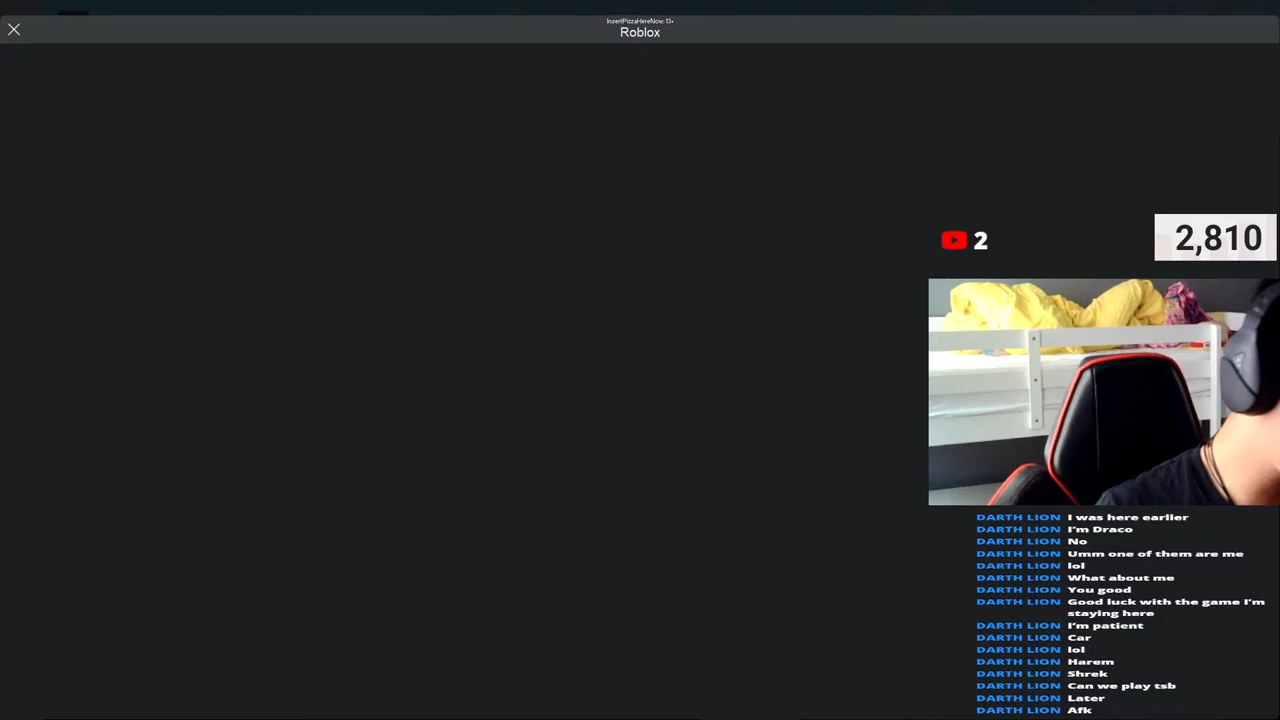 InsertPizzaHereNow: 13+
Roblox
2
2,810
DARTH LION I was here earlier
DARTH LION I'm Draco
DARTH LION No
DARTH LION Umm one of them are me
DARTH LION lol
DARTH LION What about me
DARTH LION You good
DARTH LION Good luck with the game I'm
staying here
DARTH LION I'm patient
DARTH LION Car
DARTH LION lol
DARTH LION Harem
DARTH LION Shrek
DARTH LION Can we play tsb
DARTH LION Later
DARTH LION Afk